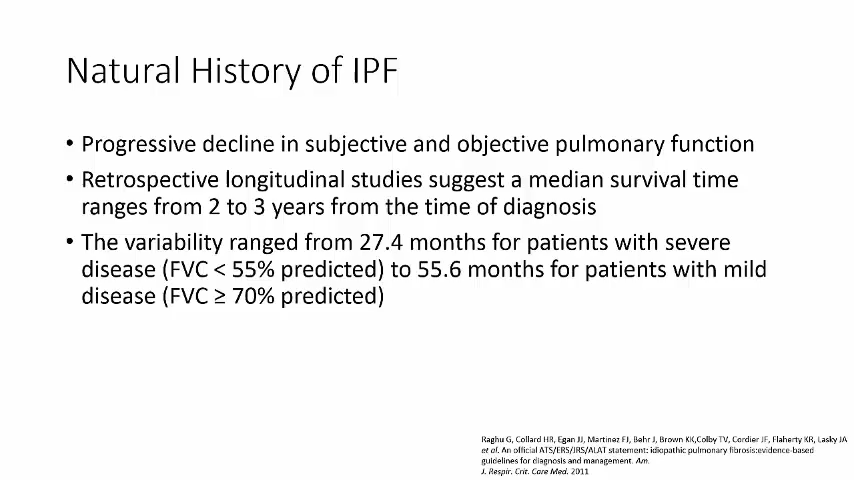 Natural History of IPF
• Progressive decline in subjective and objective pulmonary function
• Retrospective longitudinal studies suggest a median survival time
ranges from 2 to 3 years from the time of diagnosis
• The variability ranged from 27.4 months for patients with severe
disease (FVC < 55% predicted) to 55.6 months for patients with mild
disease (FVC ≥ 70% predicted)
Raghu G, Collard HR, Egan JJ, Martinez FJ, Behr J, Brown KK,Colby TV, Cordier JF, Flaherty KR, Lasky JA
et al. An official ATS/ERS/JRS/ALAT statement: idiopathic pulmonary fibrosis:evidence-based
guidelines for diagnosis and management. Am.
J. Respir. Crit. Care Med. 2011